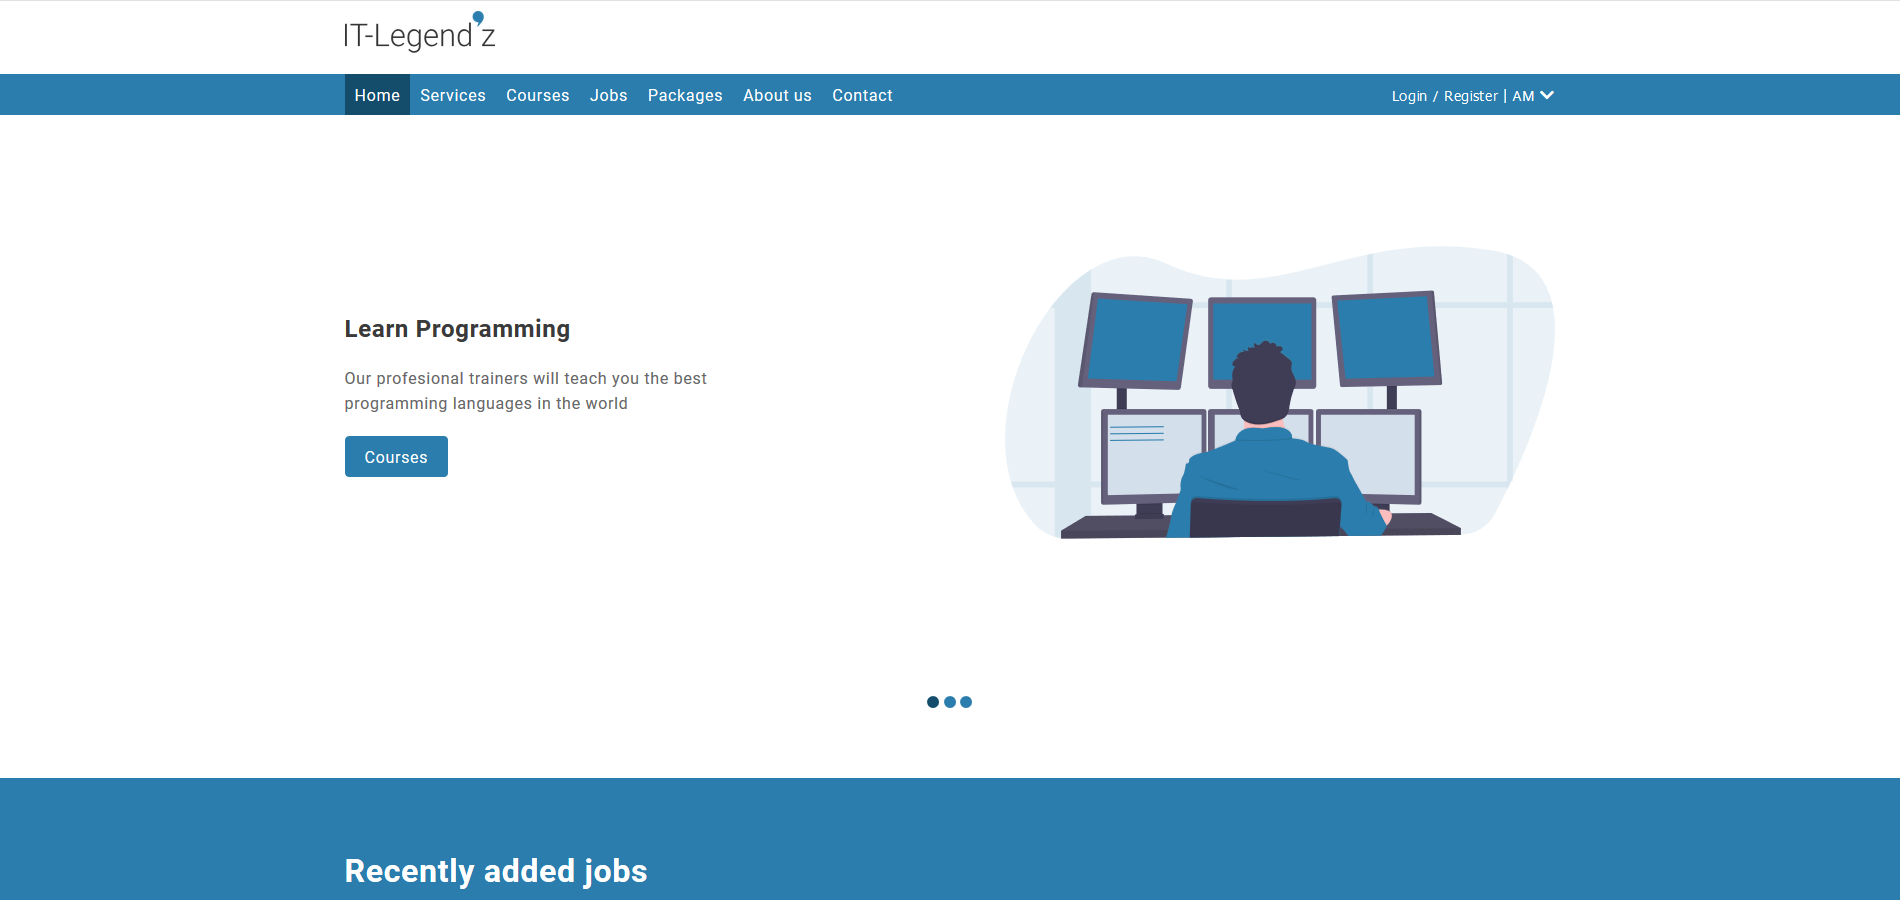 IT-Legend'z
Home Services Courses Jobs Packages About us Contact Login / Register | AM
Learn Programming
Our profesional trainers will teach you the best
programming languages in the world
Courses
Recently added jobs